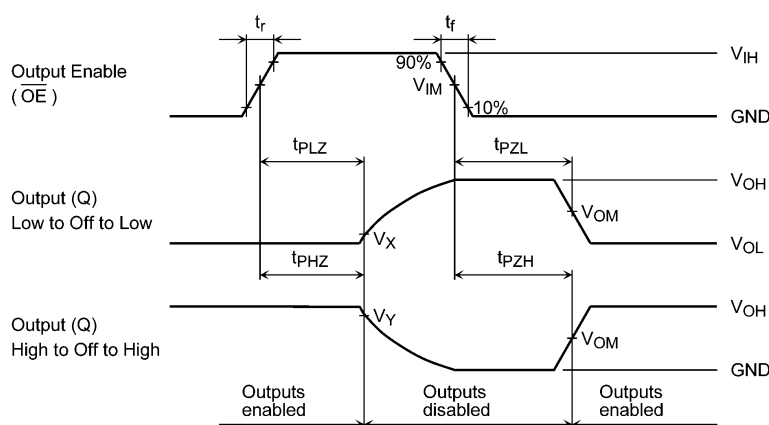 tr
tf
Output Enable
( OE )
90%
VIM
10%
VIH
GND
tPLZ
tPZL
Output (Q)
Low to Off to Low
VX
VOH
VOM
VOL
tPHZ
tPZH
Output (Q)
High to Off to High
VY
VOH
VOM
GND
Outputs
enabled
Outputs
disabled
Outputs
enabled